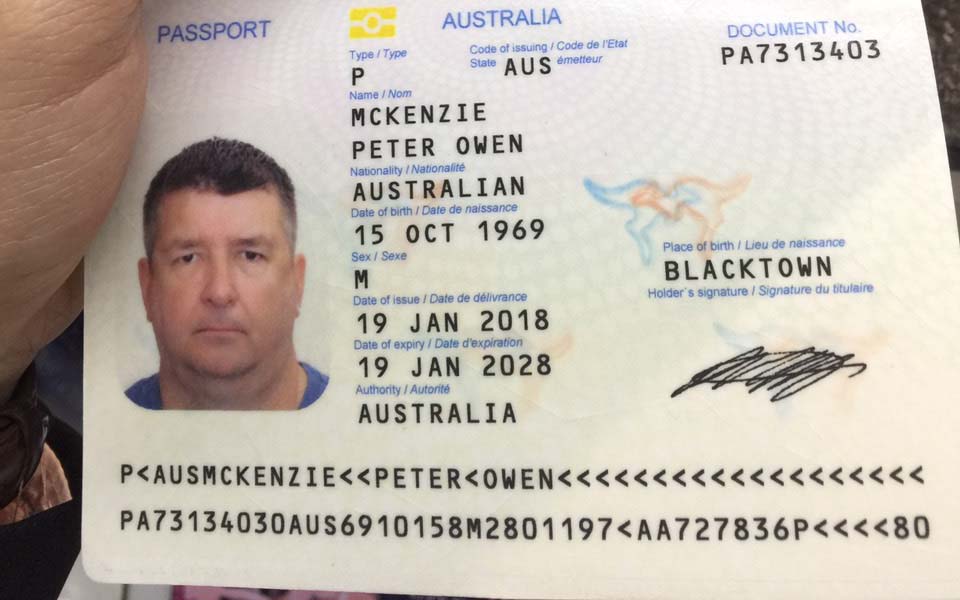 PASSPORT
AUSTRALIA
DOCUMENT No.
PA7313403
Type / Type
P
Code of issuing / Code de l'Etat
State AUS émetteur
Name / Nom
MCKENZIE
PETER OWEN
Nationality / Nationalité
AUSTRALIAN
Date of birth / Date de naissance
15 OCT 1969
Sex / Sexe
M
Place of birth / Lieu de naissance
BLACKTOWN
Date of issue / Date de délivrance
19 JAN 2018
Holder´s signature / Signature du titulaire
Date of expiry / Date d'expiration
19 JAN 2028
Authority / Autorité
AUSTRALIA
P<AUSMCKENZIE<<PETER<OWEN<<<<<<<<<<<<<<<<<<<
PA73134030AUS6910158M2801197<AA727836P<<<<80